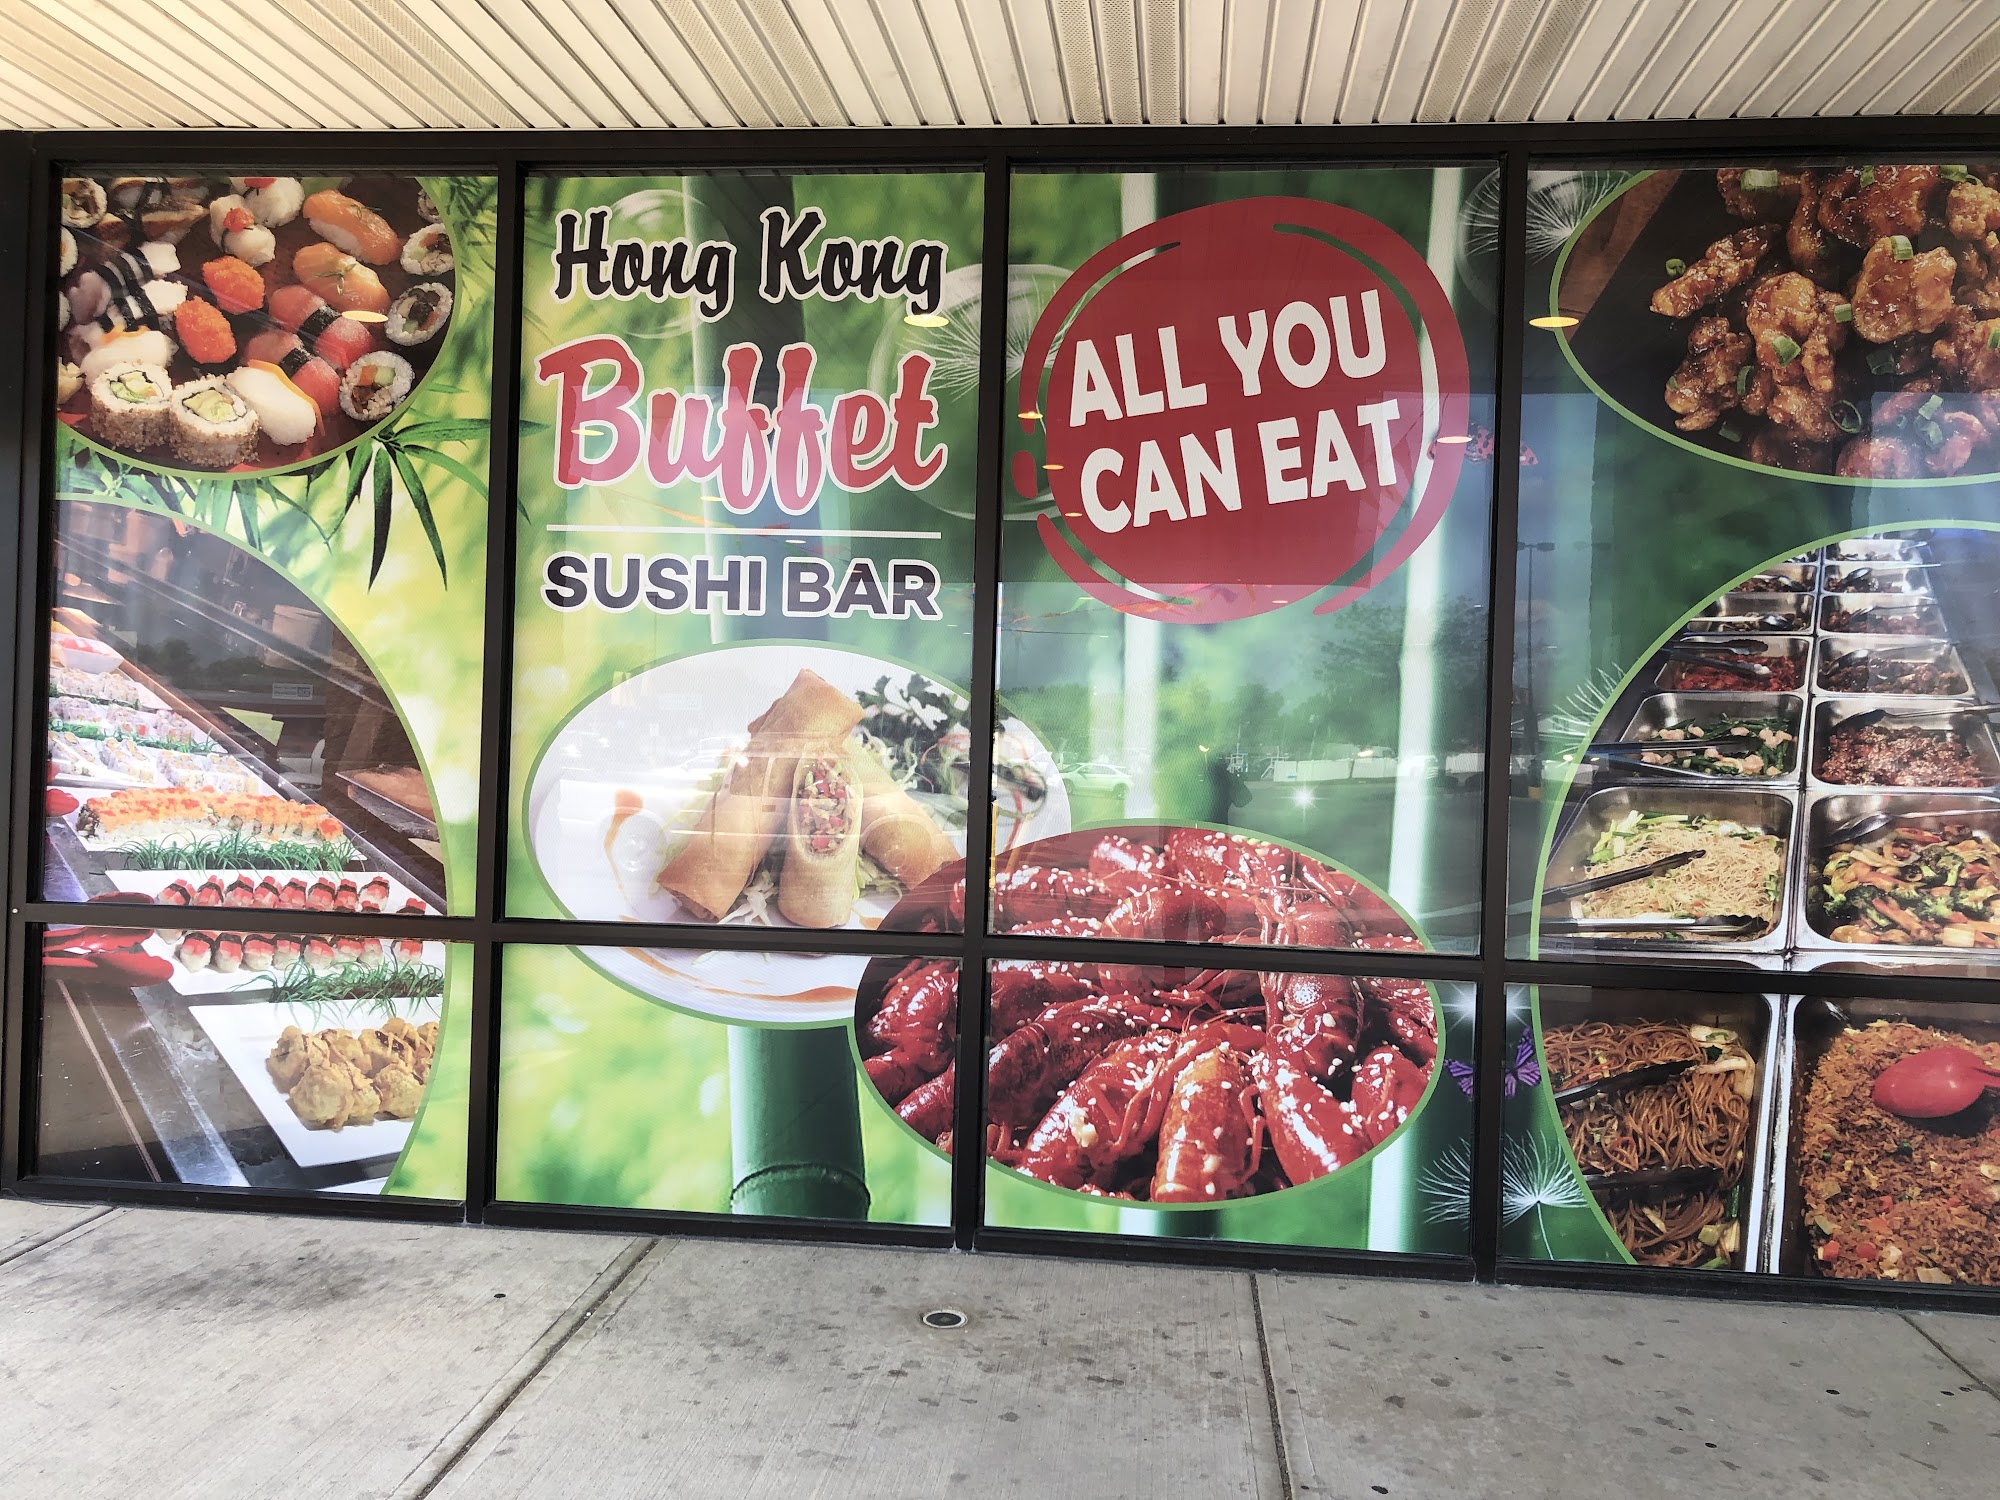 Hong Kong
Buffet
SUSHI BAR
ALL YOU
CAN EAT